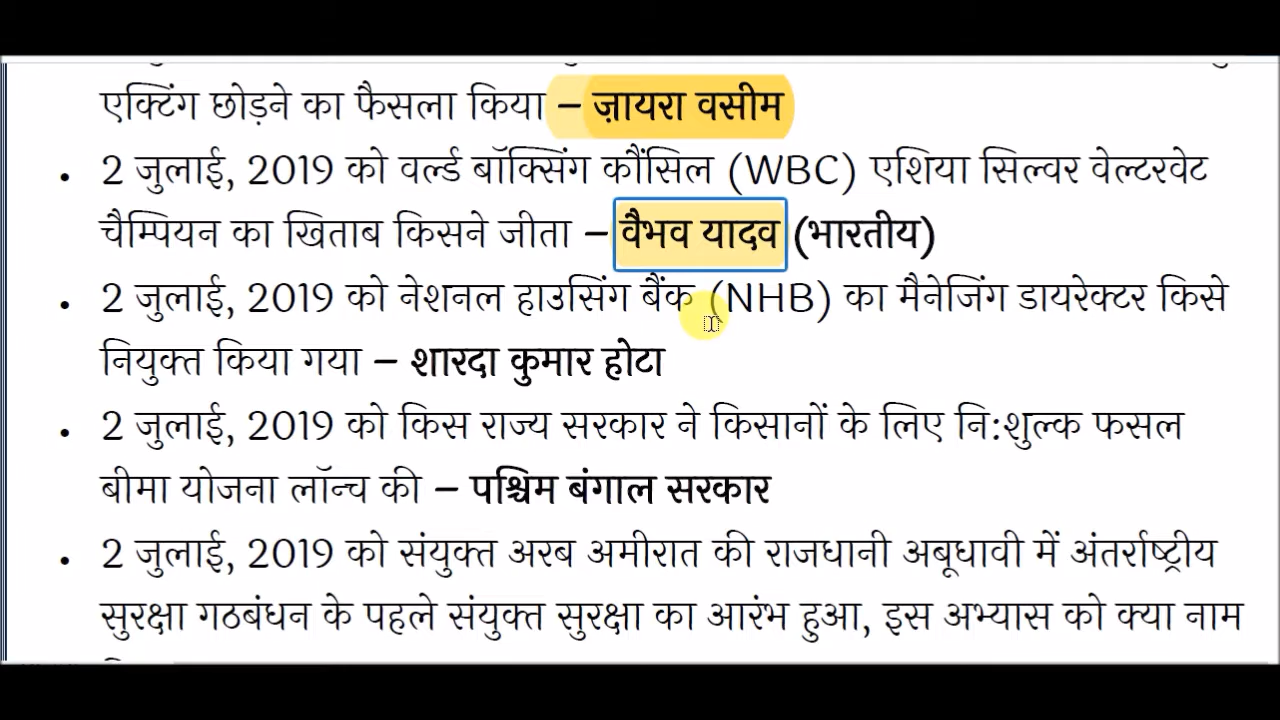 एक्टिंग छोड़ने का फैसला किया – ज़ायरा वसीम
• 2 जुलाई, 2019 को वर्ल्ड बॉक्सिंग कौंसिल (WBC) एशिया सिल्वर वेल्टरवेट
चैम्पियन का खिताब किसने जीता – वैभव यादव (भारतीय)
• 2 जुलाई, 2019 को नेशनल हाउसिंग बैंक (NHB) का मैनेजिंग डायरेक्टर किसे
नियुक्त किया गया – शारदा कुमार होटा
• 2 जुलाई, 2019 को किस राज्य सरकार ने किसानों के लिए नि:शुल्क फसल
बीमा योजना लॉन्च की – पश्चिम बंगाल सरकार
• 2 जुलाई, 2019 को संयुक्त अरब अमीरात की राजधानी अबूधावी में अंतर्राष्ट्रीय
सुरक्षा गठबंधन के पहले संयुक्त सुरक्षा का आरंभ हुआ, इस अभ्यास को क्या नाम